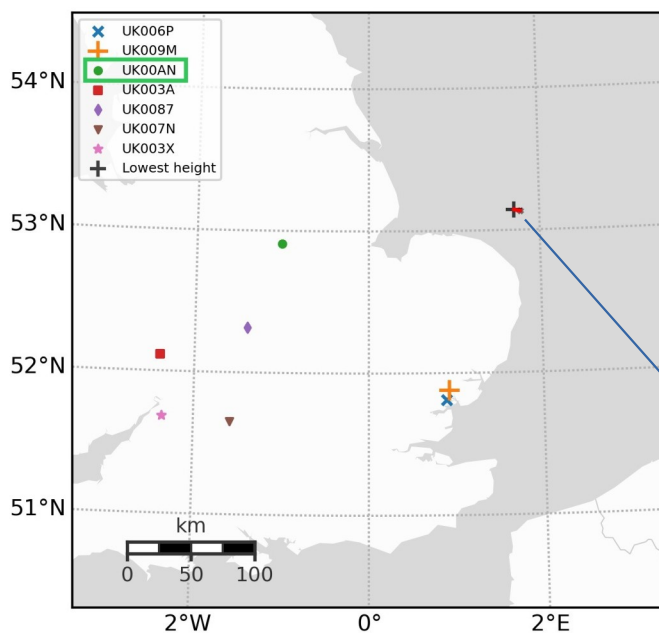 UK006P
UK009M
UK00AN
UK003A
UK0087
UK007N
UK003X
Lowest height
54°N
53°N
52°N
51°N
km
0 50 100
2°W 0° 2°E